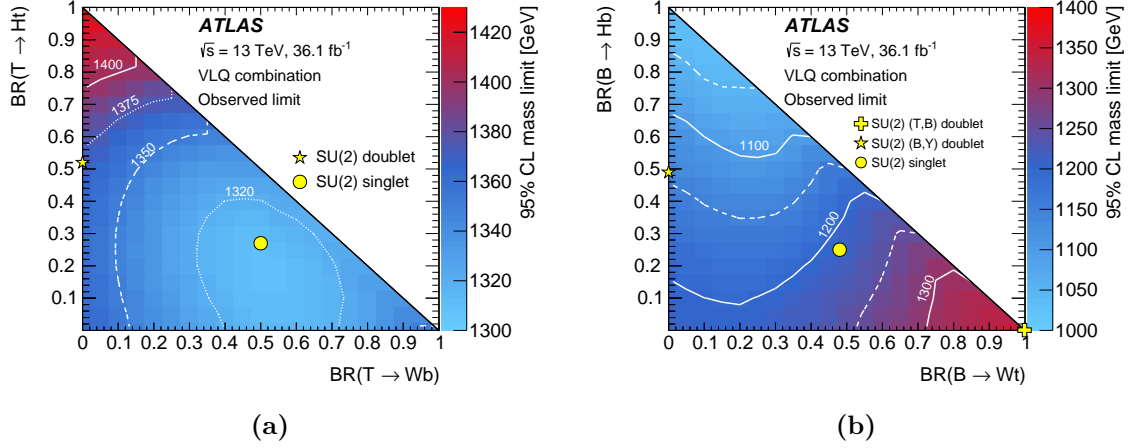 BR(T → Ht)
1
0.9
0.8
0.7
0.6
0.5
0.4
0.3
0.2
0.1
0 0.1 0.2 0.3 0.4 0.5 0.6 0.7 0.8 0.9 1
BR(T → Wb)
ATLAS
√s = 13 TeV, 36.1 fb⁻¹
VLQ combination
Observed limit
SU(2) doublet
SU(2) singlet
1400
1375
1350
1320
1420
1400
1380
1360
1340
1320
1300
95% CL mass limit [GeV]
(a)
BR(B → Hb)
1
0.9
0.8
0.7
0.6
0.5
0.4
0.3
0.2
0.1
0 0.1 0.2 0.3 0.4 0.5 0.6 0.7 0.8 0.9 1
BR(B → Wt)
ATLAS
√s = 13 TeV, 36.1 fb⁻¹
VLQ combination
Observed limit
SU(2) (T,B) doublet
SU(2) (B,Y) doublet
SU(2) singlet
1100
1200
1300
1400
1350
1300
1250
1200
1150
1100
1050
1000
95% CL mass limit [GeV]
(b)